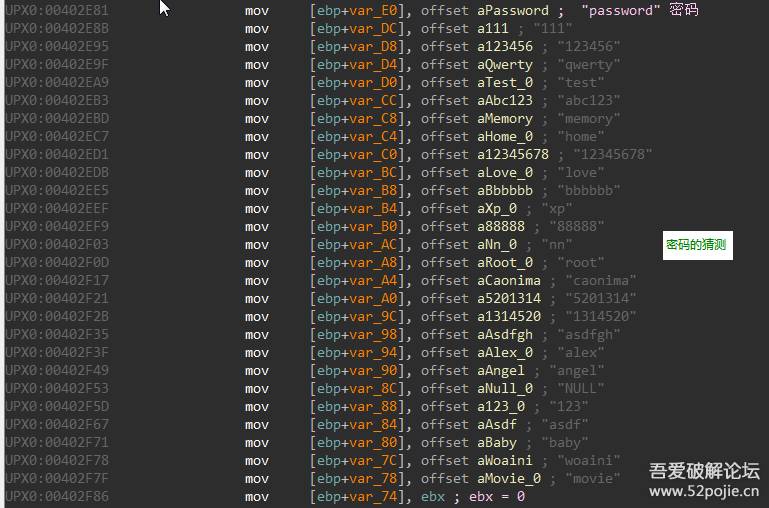 UPX0:00402E81 mov [ebp+var_E0], offset aPassword ; "password" 密码
UPX0:00402E8B mov [ebp+var_DC], offset a111 ; "111"
UPX0:00402E95 mov [ebp+var_D8], offset a123456 ; "123456"
UPX0:00402E9F mov [ebp+var_D4], offset aQwerty ; "qwerty"
UPX0:00402EA9 mov [ebp+var_D0], offset aTest_0 ; "test"
UPX0:00402EB3 mov [ebp+var_CC], offset aAbc123 ; "abc123"
UPX0:00402EBD mov [ebp+var_C8], offset aMemory ; "memory"
UPX0:00402EC7 mov [ebp+var_C4], offset aHome_0 ; "home"
UPX0:00402ED1 mov [ebp+var_C0], offset a12345678 ; "12345678"
UPX0:00402EDB mov [ebp+var_BC], offset aLove_0 ; "love"
UPX0:00402EE5 mov [ebp+var_B8], offset aBbbbbb ; "bbbbbb"
UPX0:00402EEF mov [ebp+var_B4], offset aXp_0 ; "xp"
UPX0:00402EF9 mov [ebp+var_B0], offset a88888 ; "88888"
UPX0:00402F03 mov [ebp+var_AC], offset aNn_0 ; "nn"
密码的猜测
UPX0:00402F0D mov [ebp+var_A8], offset aRoot_0 ; "root"
UPX0:00402F17 mov [ebp+var_A4], offset aCaonima ; "caonima"
UPX0:00402F21 mov [ebp+var_A0], offset a5201314 ; "5201314"
UPX0:00402F2B mov [ebp+var_9C], offset a1314520 ; "1314520"
UPX0:00402F35 mov [ebp+var_98], offset aAsdfgh ; "asdfgh"
UPX0:00402F3F mov [ebp+var_94], offset aAlex_0 ; "alex"
UPX0:00402F49 mov [ebp+var_90], offset aAngel ; "angel"
UPX0:00402F53 mov [ebp+var_8C], offset aNull_0 ; "NULL"
UPX0:00402F5D mov [ebp+var_88], offset a123_0 ; "123"
UPX0:00402F67 mov [ebp+var_84], offset aAsdf ; "asdf"
UPX0:00402F71 mov [ebp+var_80], offset aBaby ; "baby"
UPX0:00402F78 mov [ebp+var_7C], offset aWoaini ; "woaini"
UPX0:00402F7F mov [ebp+var_78], offset aMovie_0 ; "movie"
UPX0:00402F86 mov [ebp+var_74], ebx ; ebx = 0
吾爱破解论坛
www.52pojie.cn